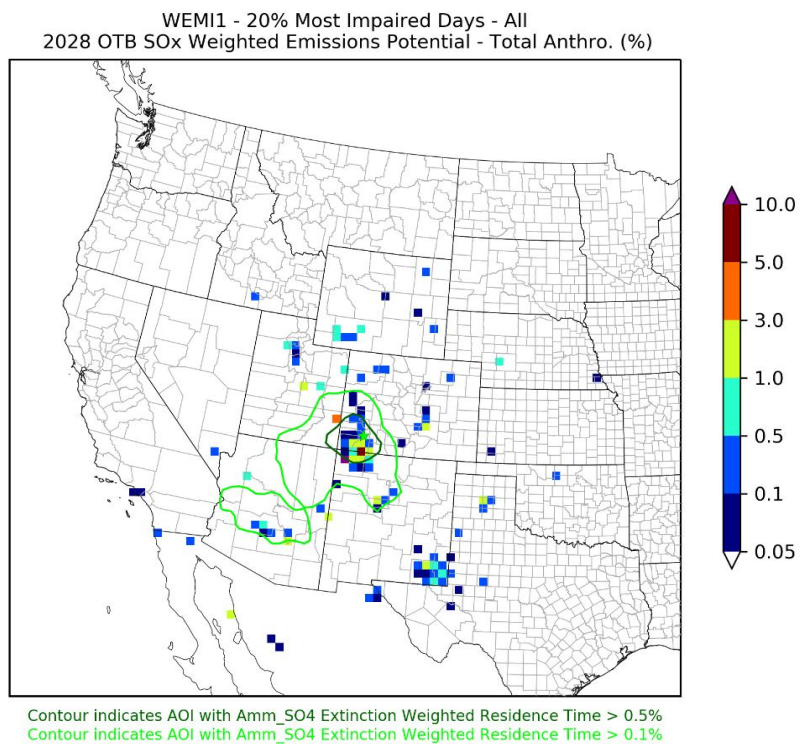 WEMI1 - 20% Most Impaired Days - All
2028 OTB SOx Weighted Emissions Potential - Total Anthro. (%)
10.0
5.0
3.0
1.0
0.5
0.1
0.05
Contour indicates AOI with Amm_SO4 Extinction Weighted Residence Time > 0.5%
Contour indicates AOI with Amm_SO4 Extinction Weighted Residence Time > 0.1%